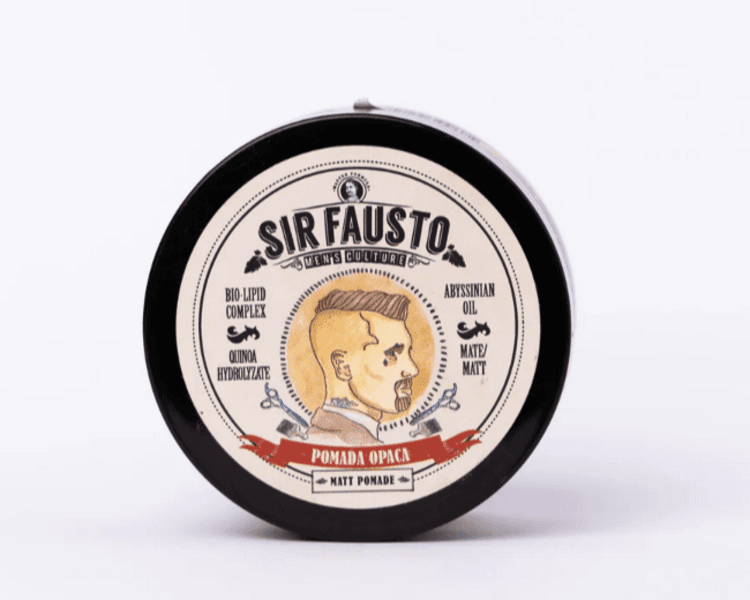 SIR FAUSTO
MEN'S CULTURE
BIO-LIPID
COMPLEX
QUINOA
HYDROLYZATE
ABYSSINIAN
OIL
MATE/
MATT
POMADA OPACA
MATT POMADE